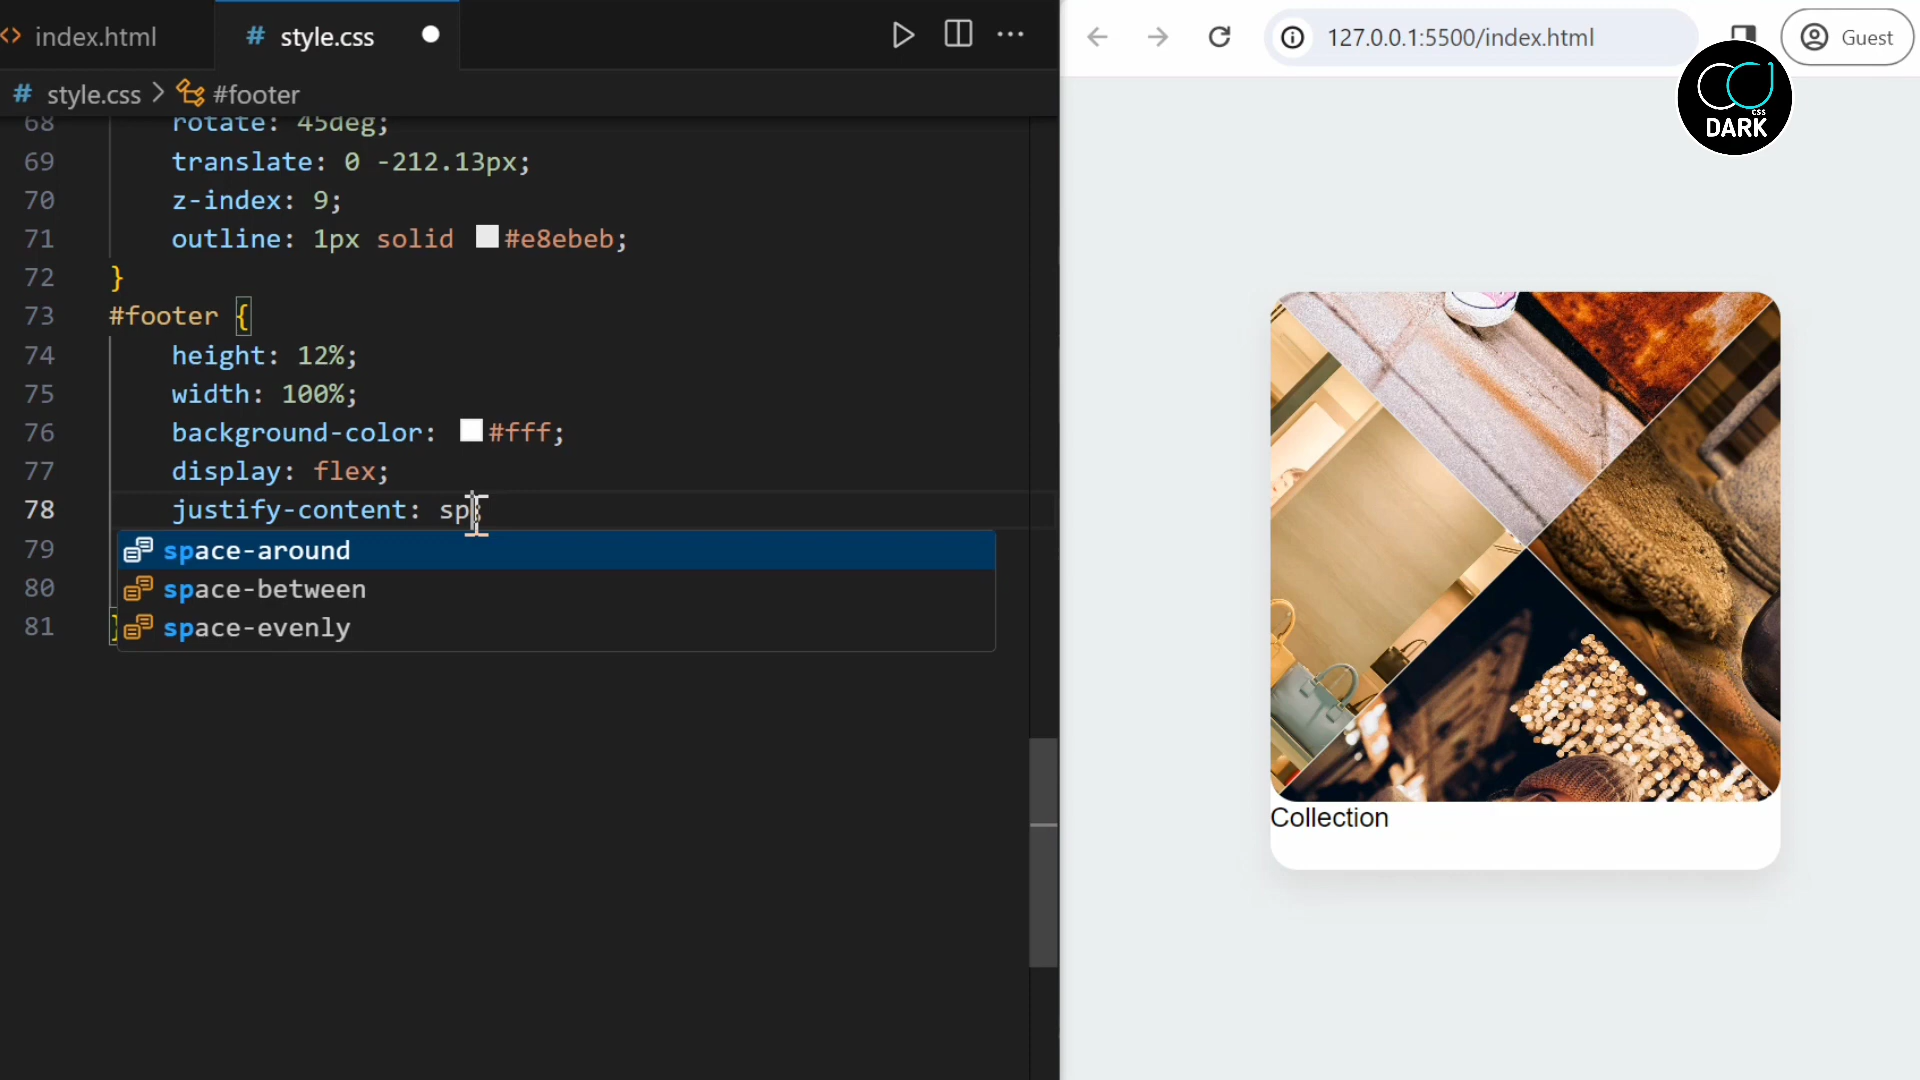 index.html
# style.css
127.0.0.1:5500/index.html
Guest
# style.css > #footer
css
DARK
68 rotate: 45deg;
69 translate: 0 -212.13px;
70 z-index: 9;
71 outline: 1px solid #e8ebeb;
72 }
73 #footer {
74 height: 12%;
75 width: 100%;
76 background-color: #fff;
77 display: flex;
78 justify-content: sp;
79 space-around
80 space-between
81 } space-evenly
Collection